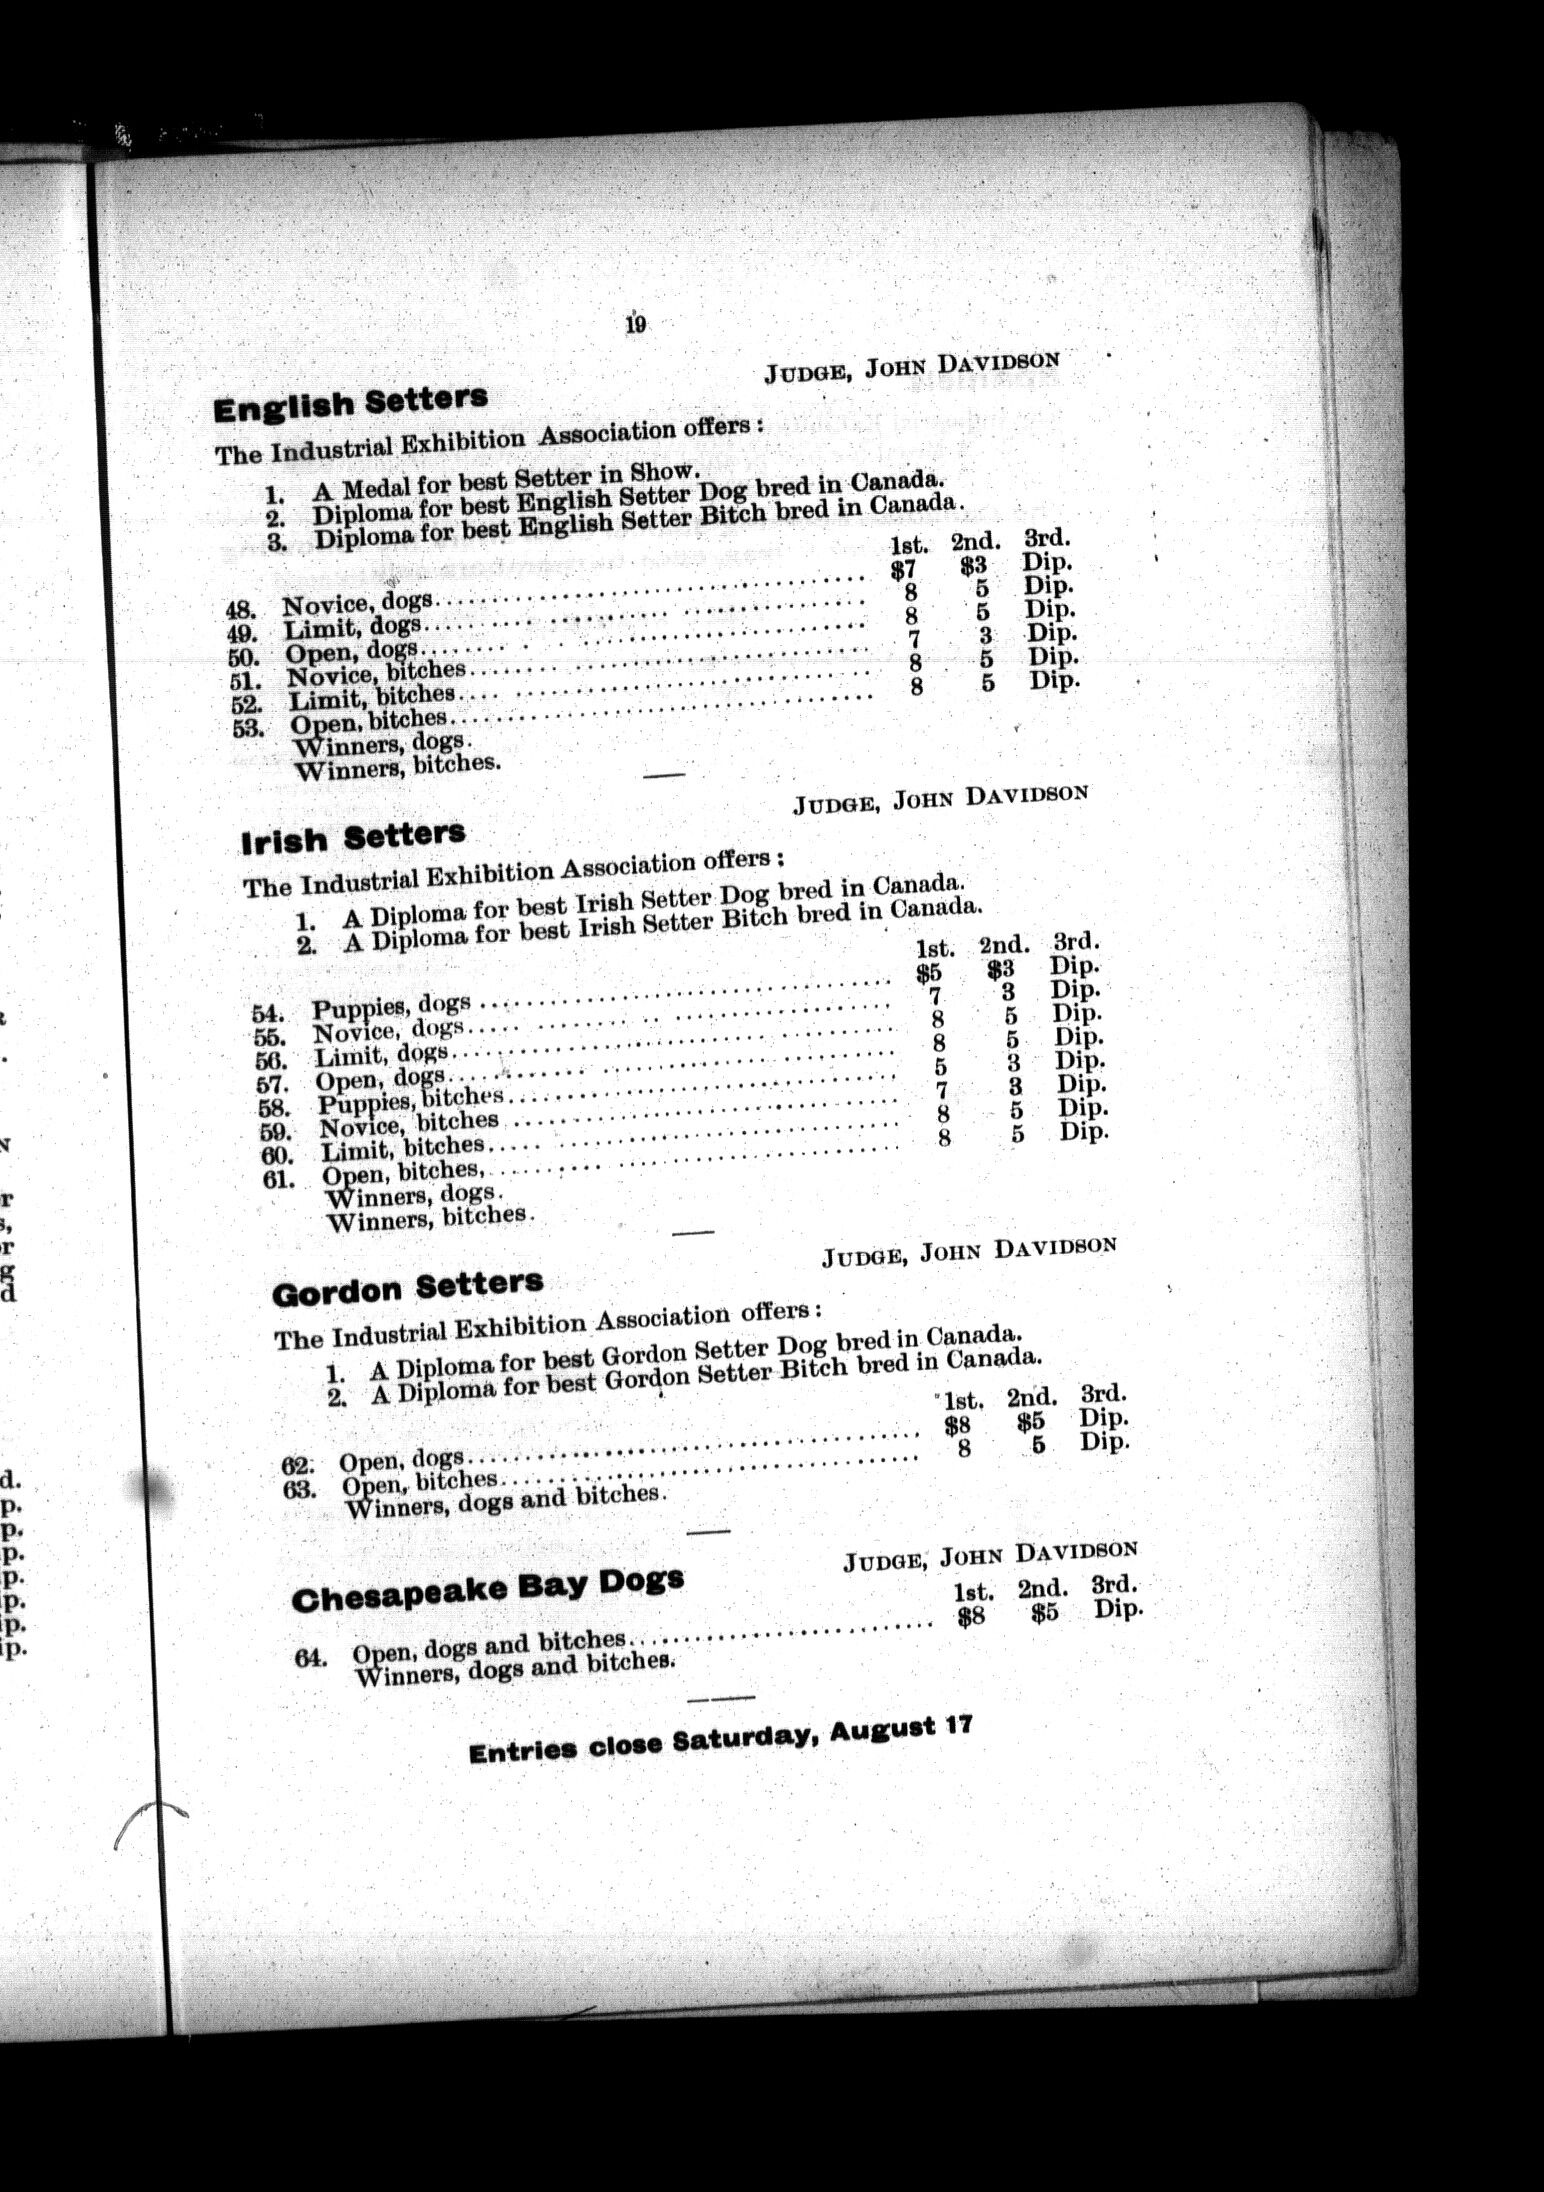 19
English Setters
JUDGE, JOHN DAVIDSON
The Industrial Exhibition Association offers:
1. A Medal for best Setter in Show.
2. Diploma for best English Setter Dog bred in Canada.
3. Diploma for best English Setter Bitch bred in Canada.
1st. 2nd. 3rd.
48. Novice, dogs $7 $3 Dip.
49. Limit, dogs 8 5 Dip.
50. Open, dogs 8 5 Dip.
51. Novice, bitches 7 3 Dip.
52. Limit, bitches 8 5 Dip.
53. Open, bitches 8 5 Dip.
Winners, dogs.
Winners, bitches.
Irish Setters
JUDGE, JOHN DAVIDSON
The Industrial Exhibition Association offers:
1. A Diploma for best Irish Setter Dog bred in Canada.
2. A Diploma for best Irish Setter Bitch bred in Canada.
1st. 2nd. 3rd.
54. Puppies, dogs $5 $3 Dip.
55. Novice, dogs 7 3 Dip.
56. Limit, dogs 8 5 Dip.
57. Open, dogs 8 5 Dip.
58. Puppies, bitches 5 3 Dip.
59. Novice, bitches 7 3 Dip.
60. Limit, bitches 8 5 Dip.
61. Open, bitches, 8 5 Dip.
Winners, dogs.
Winners, bitches.
Gordon Setters
JUDGE, JOHN DAVIDSON
The Industrial Exhibition Association offers:
1. A Diploma for best Gordon Setter Dog bred in Canada.
2. A Diploma for best Gordon Setter Bitch bred in Canada.
1st. 2nd. 3rd.
62. Open, dogs $8 $5 Dip.
63. Open, bitches 8 5 Dip.
Winners, dogs and bitches.
Chesapeake Bay Dogs
JUDGE, JOHN DAVIDSON
1st. 2nd. 3rd.
64. Open, dogs and bitches $8 $5 Dip.
Winners, dogs and bitches.
Entries close Saturday, August 17